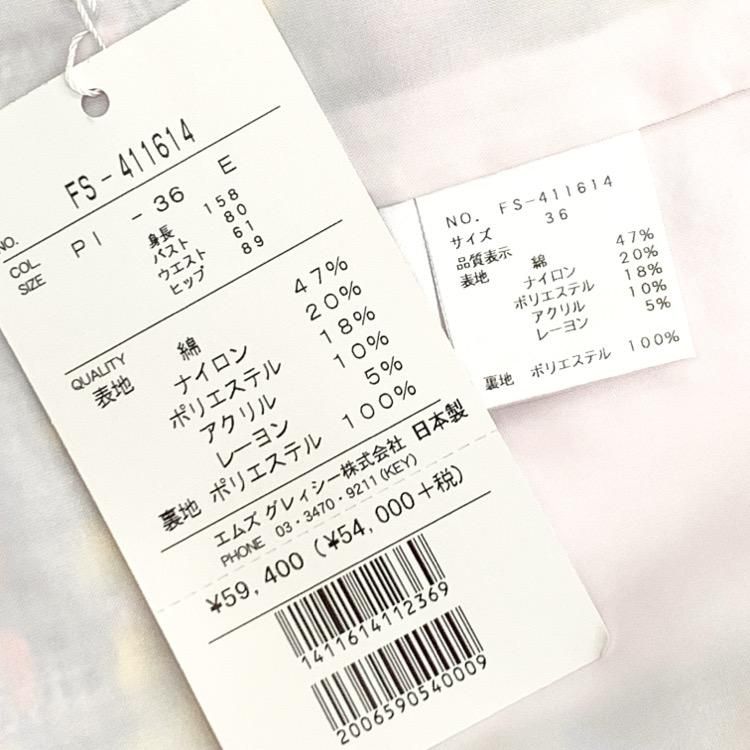 NO. FS-411614
COL PI - 36 E
SIZE
身長 158
バスト 80
ウエスト 61
ヒップ 89
QUALITY
表地 綿 47%
ナイロン 20%
ポリエステル 18%
アクリル 10%
レーヨン 5%
裏地 ポリエステル 100%
エムズ グレイシー株式会社 日本製
PHONE 03・3470・9211(KEY)
¥59,400 (¥54,000+税)
1411614112369
2006590540009
NO. FS-411614
サイズ 36
品質表示
表地 綿 47%
ナイロン 20%
ポリエステル 18%
アクリル 10%
レーヨン 5%
裏地 ポリエステル 100%